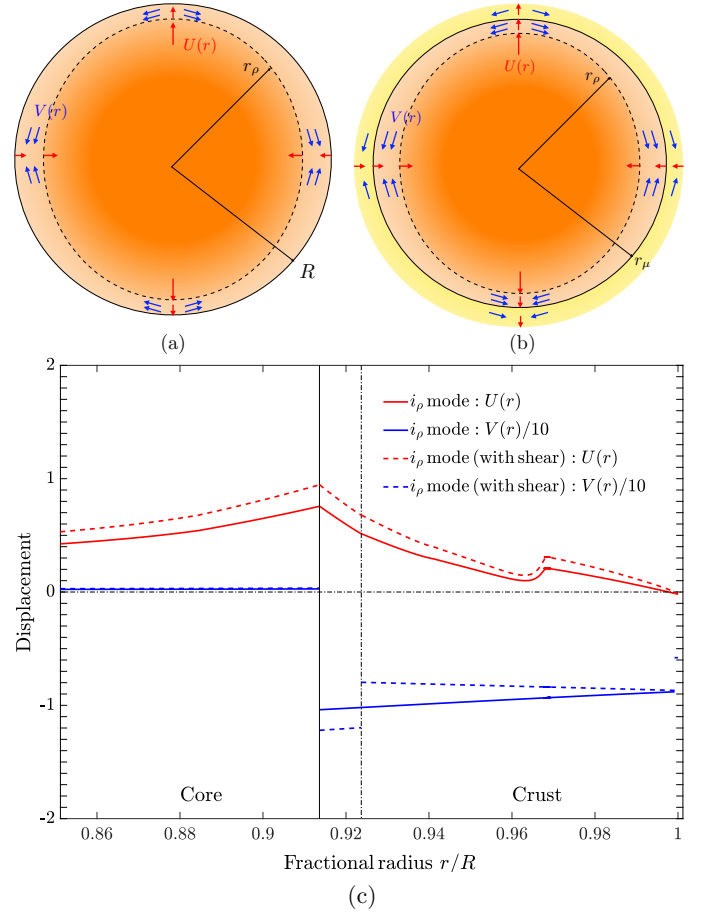 U(r) U(r)
r_ρ r_ρ
V(r) V(r)
R r_μ
(a) (b)
2
i_ρ mode : U(r)
i_ρ mode : V(r)/10
1
i_ρ mode (with shear) : U(r)
i_ρ mode (with shear) : V(r)/10
Displacement
0
-1
Core Crust
-2
0.86 0.88 0.9 0.92 0.94 0.96 0.98 1
Fractional radius r/R
(c)